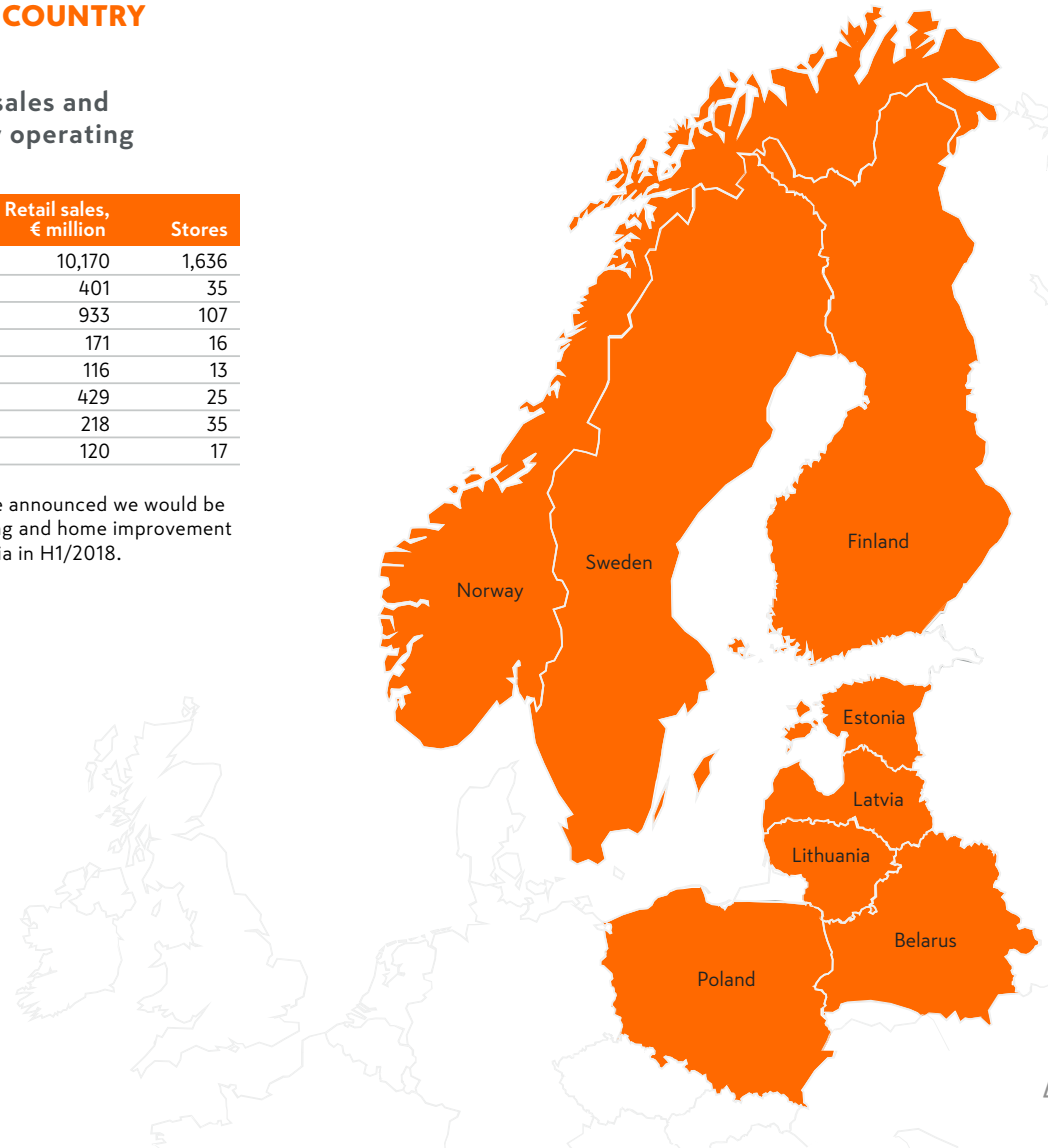 COUNTRY
sales and
operating
Retail sales,
€ million Stores
10,170 1,636
401 35
933 107
171 16
116 13
429 25
218 35
120 17
announced we would be
and home improvement
in H1/2018.
Finland
Sweden
Norway
Estonia
Latvia
Lithuania
Belarus
Poland